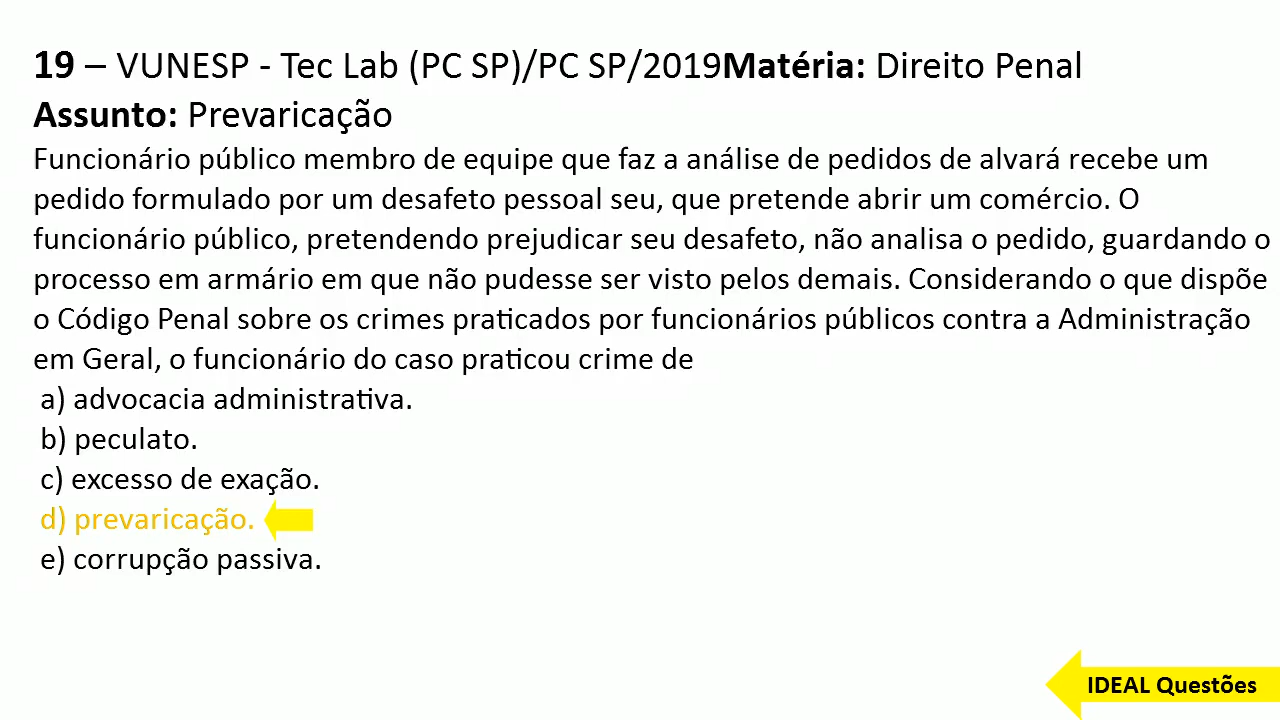 19 – VUNESP - Tec Lab (PC SP)/PC SP/2019Matéria: Direito Penal
Assunto: Prevaricação
Funcionário público membro de equipe que faz a análise de pedidos de alvará recebe um
pedido formulado por um desafeto pessoal seu, que pretende abrir um comércio. O
funcionário público, pretendendo prejudicar seu desafeto, não analisa o pedido, guardando o
processo em armário em que não pudesse ser visto pelos demais. Considerando o que dispõe
o Código Penal sobre os crimes praticados por funcionários públicos contra a Administração
em Geral, o funcionário do caso praticou crime de
a) advocacia administrativa.
b) peculato.
c) excesso de exação.
d) prevaricação.
e) corrupção passiva.
IDEAL Questões